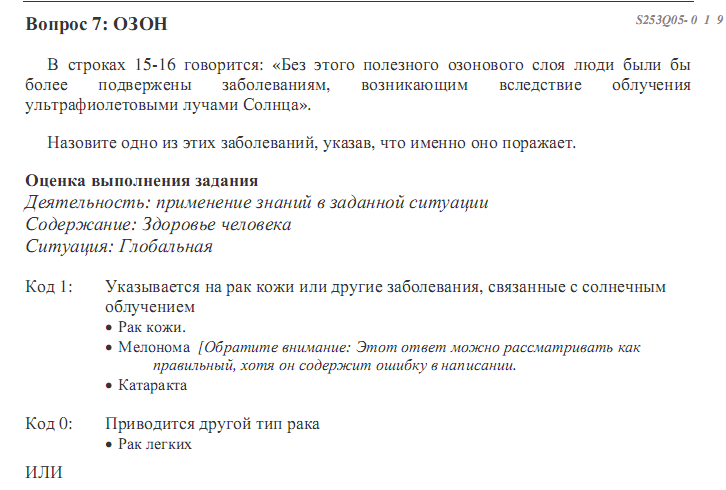 Вопрос 7: ОЗОН
S253Q05- 0 1 9
В строках 15-16 говорится: «Без этого полезного озонового слоя люди были бы
более подвержены заболеваниям, возникающим вследствие облучения
ультрафиолетовыми лучами Солнца».
Назовите одно из этих заболеваний, указав, что именно оно поражает.
Оценка выполнения задания
Деятельность: применение знаний в заданной ситуации
Содержание: Здоровье человека
Ситуация: Глобальная
Код 1: Указывается на рак кожи или другие заболевания, связанные с солнечным
облучением
• Рак кожи.
• Мелонома [Обратите внимание: Этот ответ можно рассматривать как
правильный, хотя он содержит ошибку в написании.
• Катаракта
Код 0: Приводится другой тип рака
• Рак легких
ИЛИ